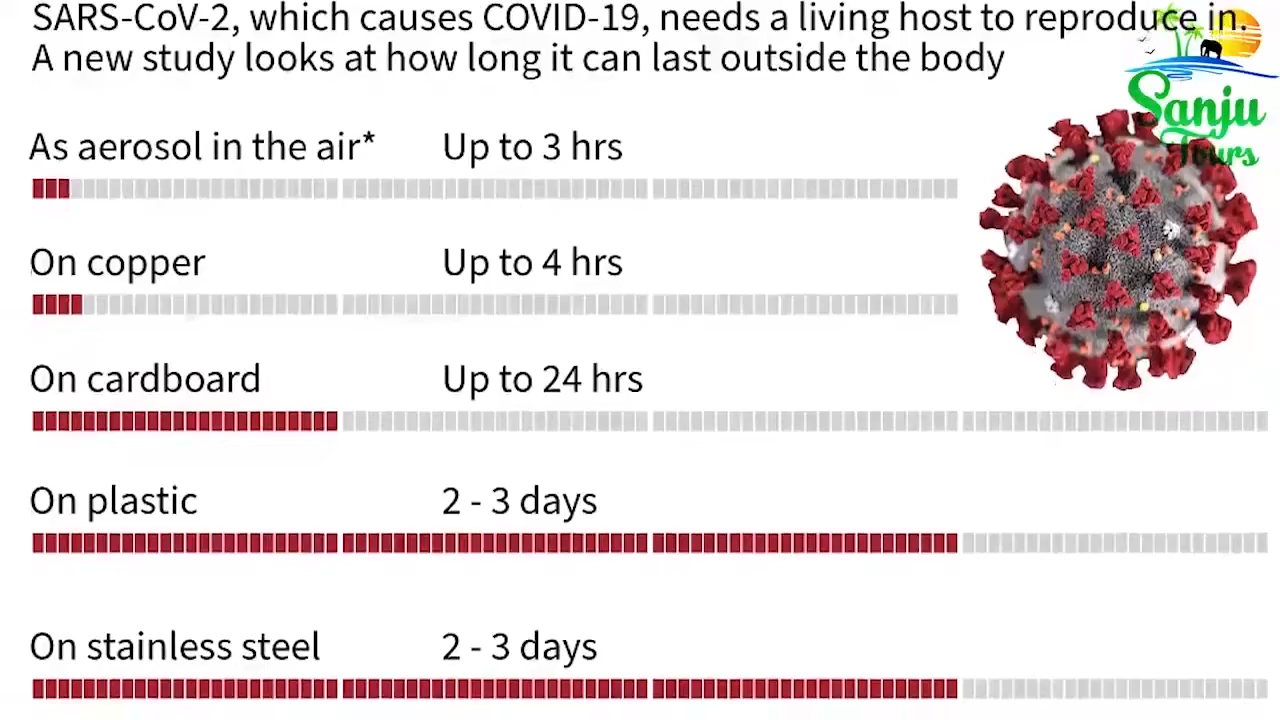 SARS-CoV-2, which causes COVID-19, needs a living host to reproduce in.
A new study looks at how long it can last outside the body
Sanju
Tours
As aerosol in the air* Up to 3 hrs
On copper Up to 4 hrs
On cardboard Up to 24 hrs
On plastic 2 - 3 days
On stainless steel 2 - 3 days